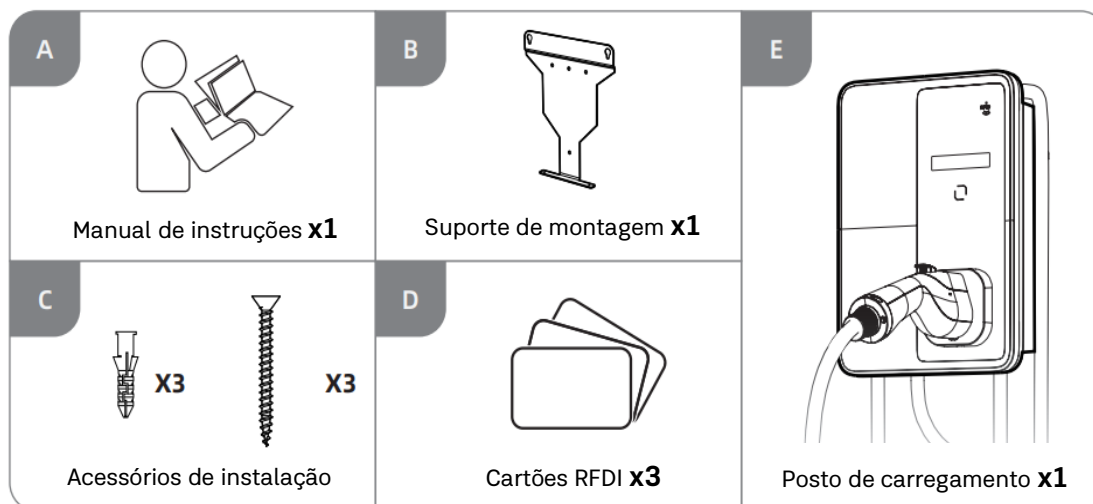 A
Manual de instruções x1
B
Suporte de montagem x1
C
X3
X3
Acessórios de instalação
D
Cartões RFDI x3
E
Posto de carregamento x1